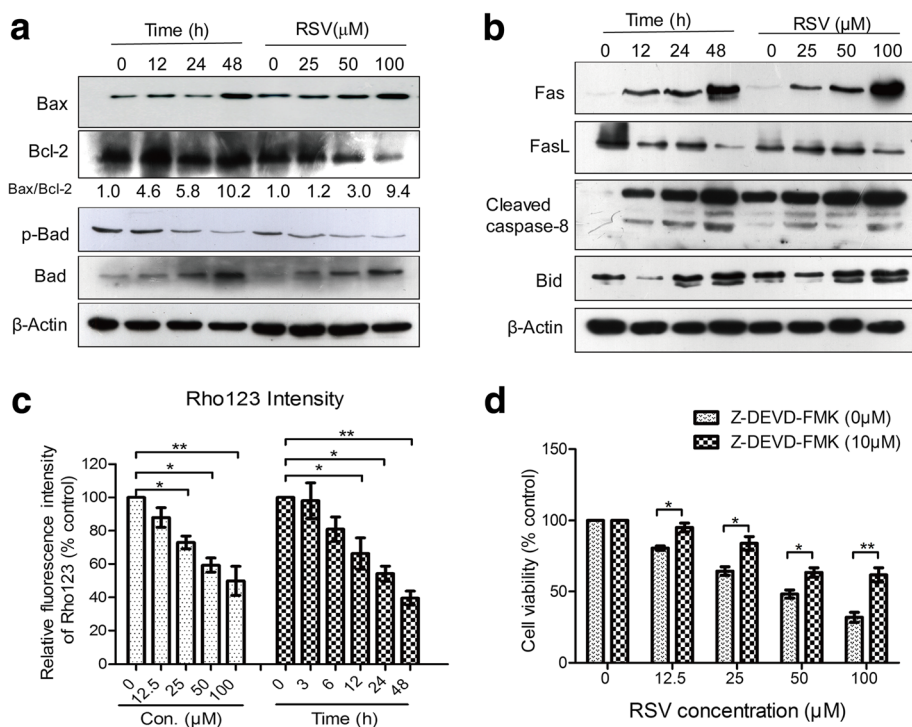 a
Time (h) RSV(μM)
0 12 24 48 0 25 50 100
Bax
Bcl-2
Bax/Bcl-2 1.0 4.6 5.8 10.2 1.0 1.2 3.0 9.4
p-Bad
Bad
β-Actin
b
Time (h) RSV (μM)
0 12 24 48 0 25 50 100
Fas
FasL
Cleaved
caspase-8
Bid
β-Actin
c
Rho123 Intensity
Relative fluorescence intensity
of Rho123 (% control)
120
100
80
60
40
0
** 
*
*
**
*
*
0 12.5 25 50 100 0 3 6 12 24 48
Con. (μM) Time (h)
d
Z-DEVD-FMK (0μM)
Z-DEVD-FMK (10μM)
Cell viability (% control)
150
100
50
0
* * * **
0 12.5 25 50 100
RSV concentration (μM)